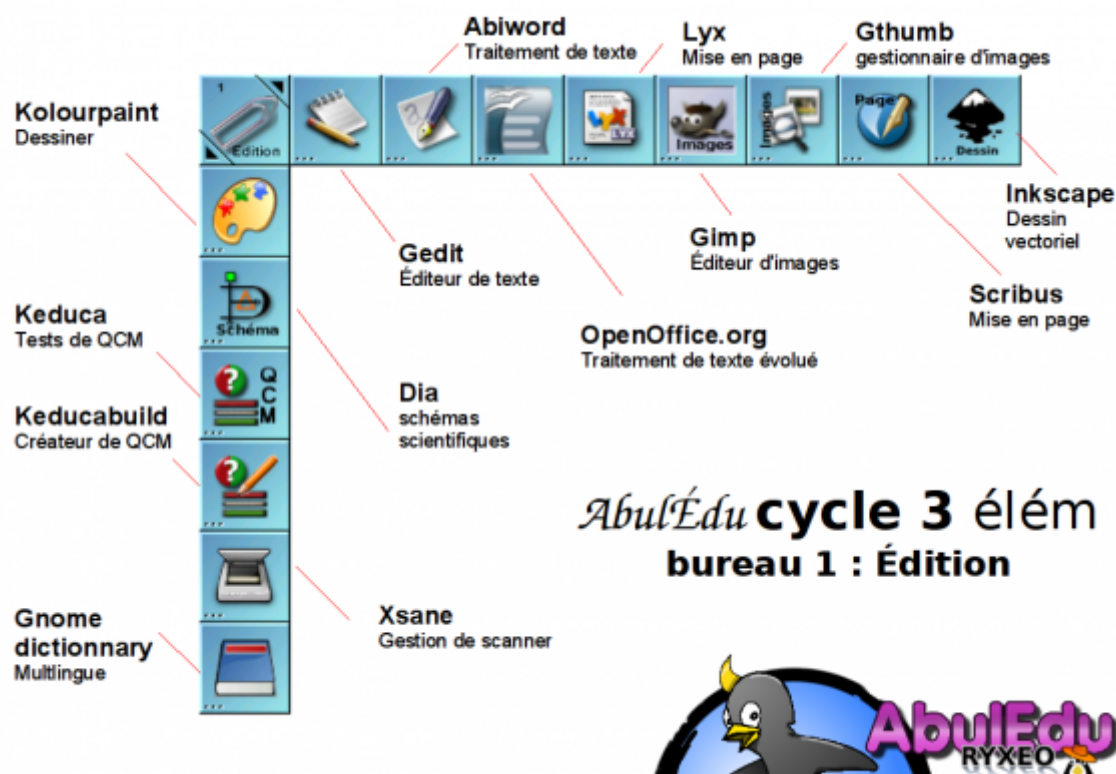 Abiword
Traitement de texte
Lyx
Mise en page
Gthumb
gestionnaire d'images
Kolourpaint
Dessiner
1
Edition
LYX
Images
Images
Page
Dessin
Inkscape
Dessin
vectoriel
Gedit
Éditeur de texte
Gimp
Éditeur d'images
Scribus
Mise en page
OpenOffice.org
Traitement de texte évolué
Schéma
Keduca
Tests de QCM
?
Q
C
M
Dia
schémas
scientifiques
Keducabuild
Créateur de QCM
?
AbulÉdu cycle 3 élém
bureau 1 : Édition
Xsane
Gestion de scanner
Gnome
dictionnary
Multlingue
AbulEdu
RYXEO